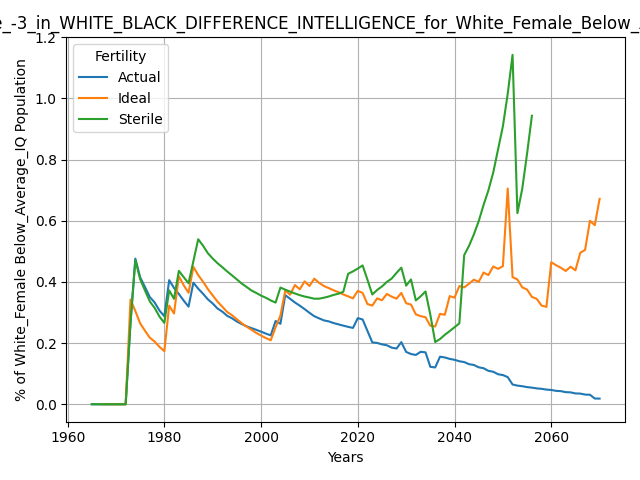 _-3_in_WHITE_BLACK_DIFFERENCE_INTELLIGENCE_for_White_Female_Below_
1.2
Fertility
Actual
Ideal
Sterile
1.0
0.8
0.6
0.4
0.2
0.0
% of White_Female Below_Average_IQ Population
1960
1980
2000
2020
2040
2060
Years